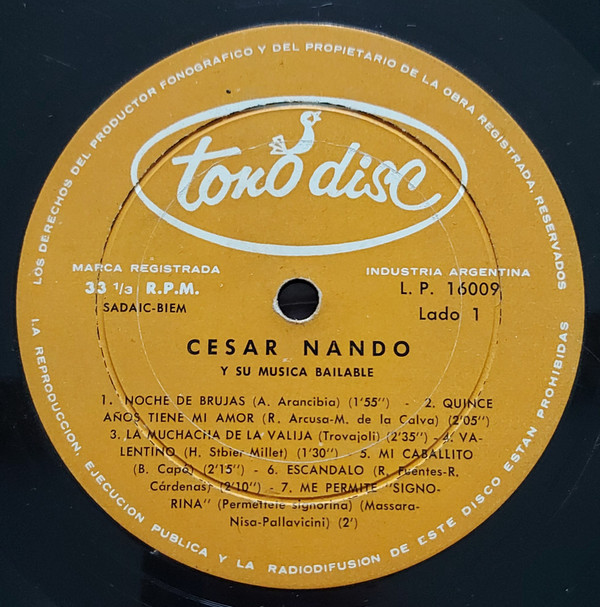 LOS DERECHOS DEL PRODUCTOR FONOGRAFICO Y DEL PROPIETARIO DE LA OBRA REGISTRADA, RESERVADOS
tono disc
MARCA REGISTRADA
INDUSTRIA ARGENTINA
33 1/3 R.P.M.
L. P. 16009
SADAIC-BIEM
Lado 1
CESAR NANDO
Y SU MUSICA BAILABLE
1. NOCHE DE BRUJAS (A. Arancibia) (1'55") - 2. QUINCE
AÑOS TIENE MI AMOR (R. Arcusa-M. de la Calva) (2'05")
- 3. LA MUCHACHA DE LA VALIJA (Trovajoli) (2'35") - 4. VA-
LENTINO (H. Stbier Millet) (1'30") - 5. MI CABALLITO
(B. Capó) (2'15") - 6. ESCANDALO (R. Fuentes-R.
Cárdenas) (2'10") - 7. ME PERMITE "SIGNO-
RINA" (Permettete signorina) (Massara-
Nisa-Pallavicini) (2')
LA REPRODUCCION, EJECUCION PUBLICA Y LA RADIODIFUSION DE ESTE DISCO ESTAN PROHIBIDAS